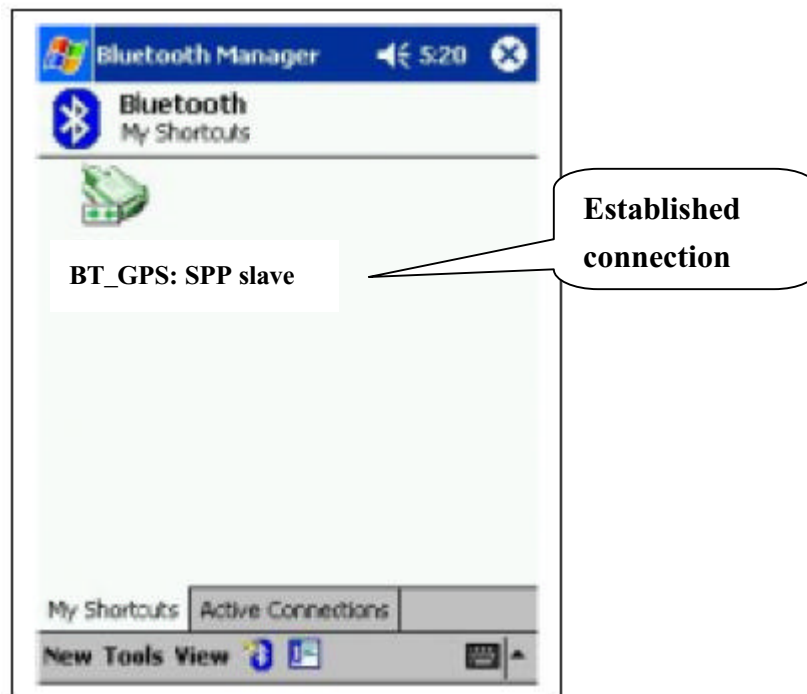 Bluetooth Manager 5:20
Bluetooth
My Shortcuts
BT_GPS: SPP slave
Established
connection
My Shortcuts Active Connections
New Tools View